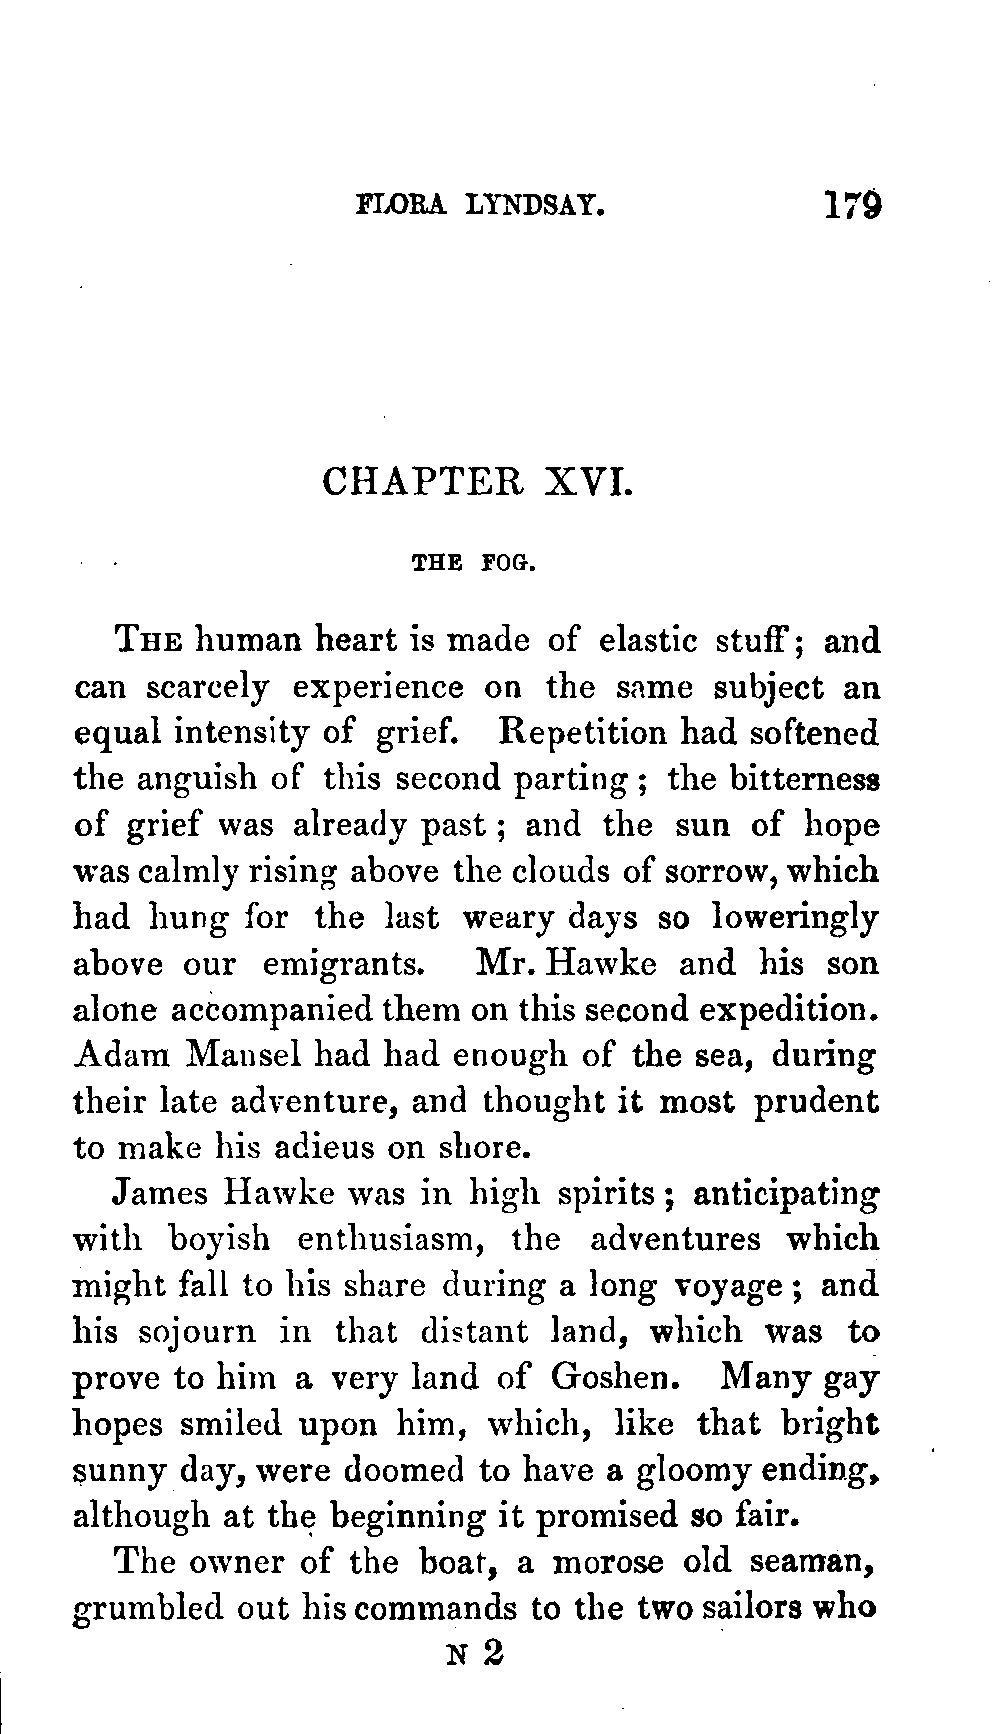 FLORA LYNDSAY. 179
CHAPTER XVI.
THE FOG.
THE human heart is made of elastic stuff; and
can scarcely experience on the same subject an
equal intensity of grief. Repetition had softened
the anguish of this second parting; the bitterness
of grief was already past; and the sun of hope
was calmly rising above the clouds of sorrow, which
had hung for the last weary days so loweringly
above our emigrants. Mr. Hawke and his son
alone accompanied them on this second expedition.
Adam Mansel had had enough of the sea, during
their late adventure, and thought it most prudent
to make his adieus on shore.
James Hawke was in high spirits; anticipating
with boyish enthusiasm, the adventures which
might fall to his share during a long voyage; and
his sojourn in that distant land, which was to
prove to him a very land of Goshen. Many gay
hopes smiled upon him, which, like that bright
sunny day, were doomed to have a gloomy ending,
although at the beginning it promised so fair.
The owner of the boat, a morose old seaman,
grumbled out his commands to the two sailors who
N 2